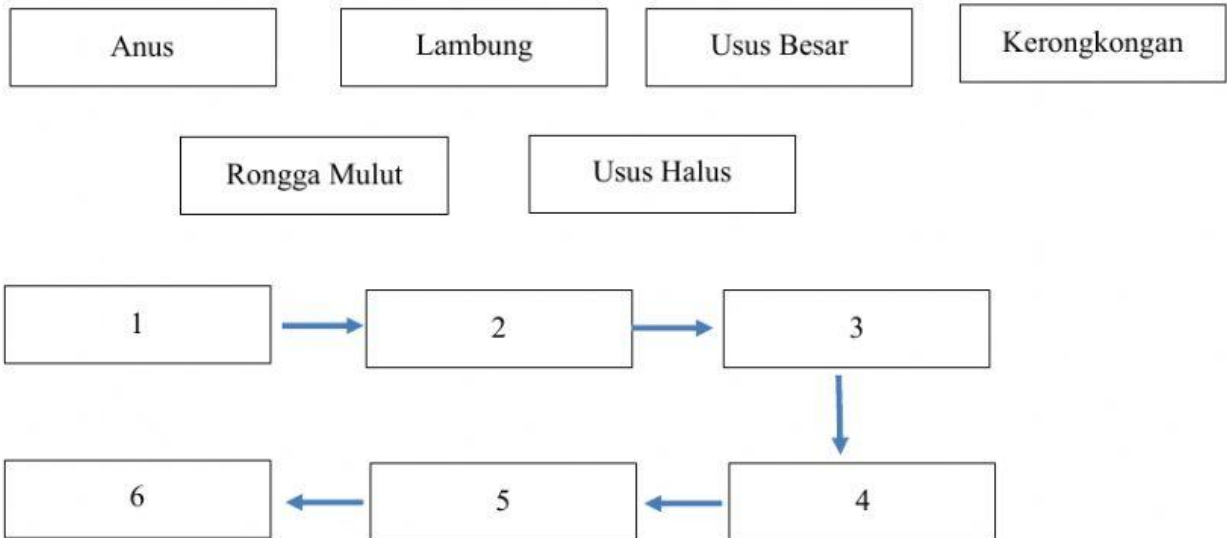 Anus
Lambung
Usus Besar
Kerongkongan
Rongga Mulut
Usus Halus
1
2
3
6
5
4